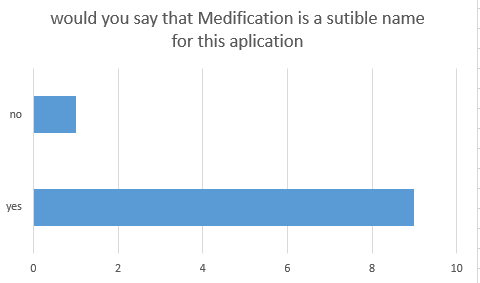 would you say that Medification is a sutible name
for this aplication
no
yes
0 2 4 6 8 10